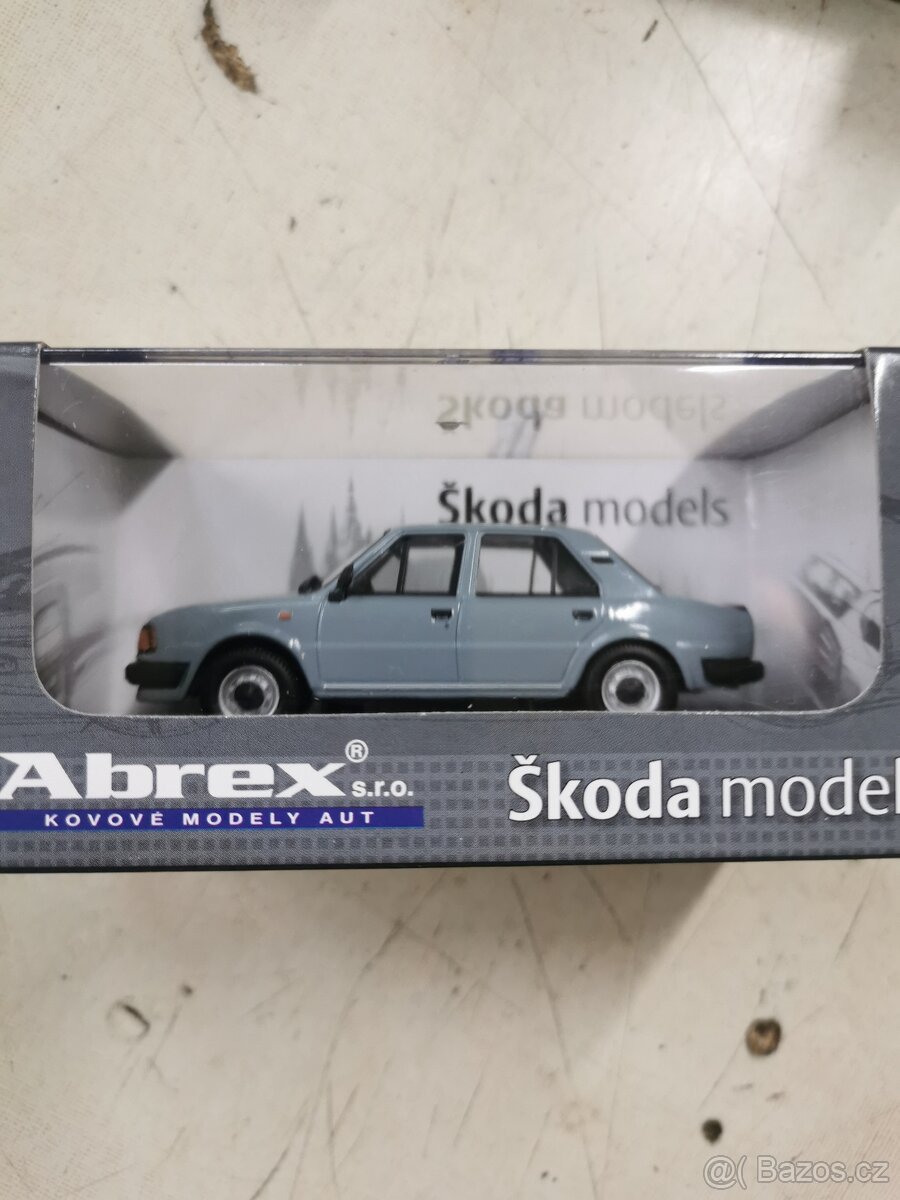 Škoda models
Škoda models
Abrex® s.r.o.
KOVOVÉ MODELY AUT
Škoda model
@( Bazos.cz